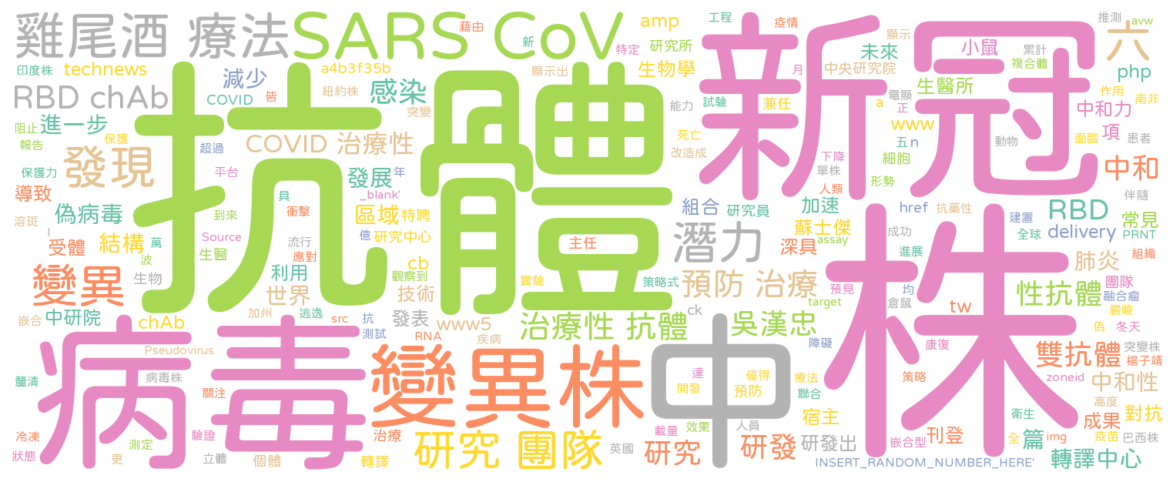 雞尾酒 療法
SARS CoV
藉由
新
特定
工程
疫情
amp
研究所
月
小鼠
顯示
推測
avw
六
印度株
technews
減少
a4b3f35b
顯示出
生物學
中央研究院
未來
累計
複合體
php
RBD chAb
COVID
皆
紐約株
感染
突變
能力
試驗
兼任
電顯
a
生醫所
作用
南非
阻止
進一步
報告
保護
超過
COVID 治療性
死亡
改造成
正
www
中和力
項
五
n
動物
面臨
患者
發現
保護力
導致
平台
發展
年
_blank'
下降
單株
人類
細胞
形勢
中和
伴隨
偽病毒
具
衝擊
到來
區域
特聘
組合
研究員
加速
href
抗藥性
建置
RBD
常見
溶斑
l
受體
結構
萬
波
Source
生醫
流行
應對
億
研究中心
主任
潛力
深具
蘇士傑
assay
成功
進展
delivery
全球
PRNT
組織
變異
生物
利用
世界
cb
觀察到
技術
實驗
策略式
預防 治療
預見
target
均
倉鼠
肺炎
團隊
融合瘤
嵌合
中研院
加州
逃逸
chAb
src
抗
測試
發表
www5
RNA
疾病
治療性 抗體
ck
吳漢忠
障礙
康復
tw
性抗體
嚴峻
偽
冬天
抗體
新冠
病毒
變異株
中
株
Pseudovirus
釐清
病毒株
關注
達
開發
值得
預防
療法
聯合
策略
雙抗體
突變株
楊子靖
zoneid
中和性
冷凍
狀態
測定
更
驗證
立體
個體
治療
轉譯
研究 團隊
英國
載量
研究
效果
人員
研發
宿主
研發出
嵌合型
刊登
高度
成果
對抗
衛生
全
篇
img
疫苗
巴西株
轉譯中心
INSERT_RANDOM_NUMBER_HERE'